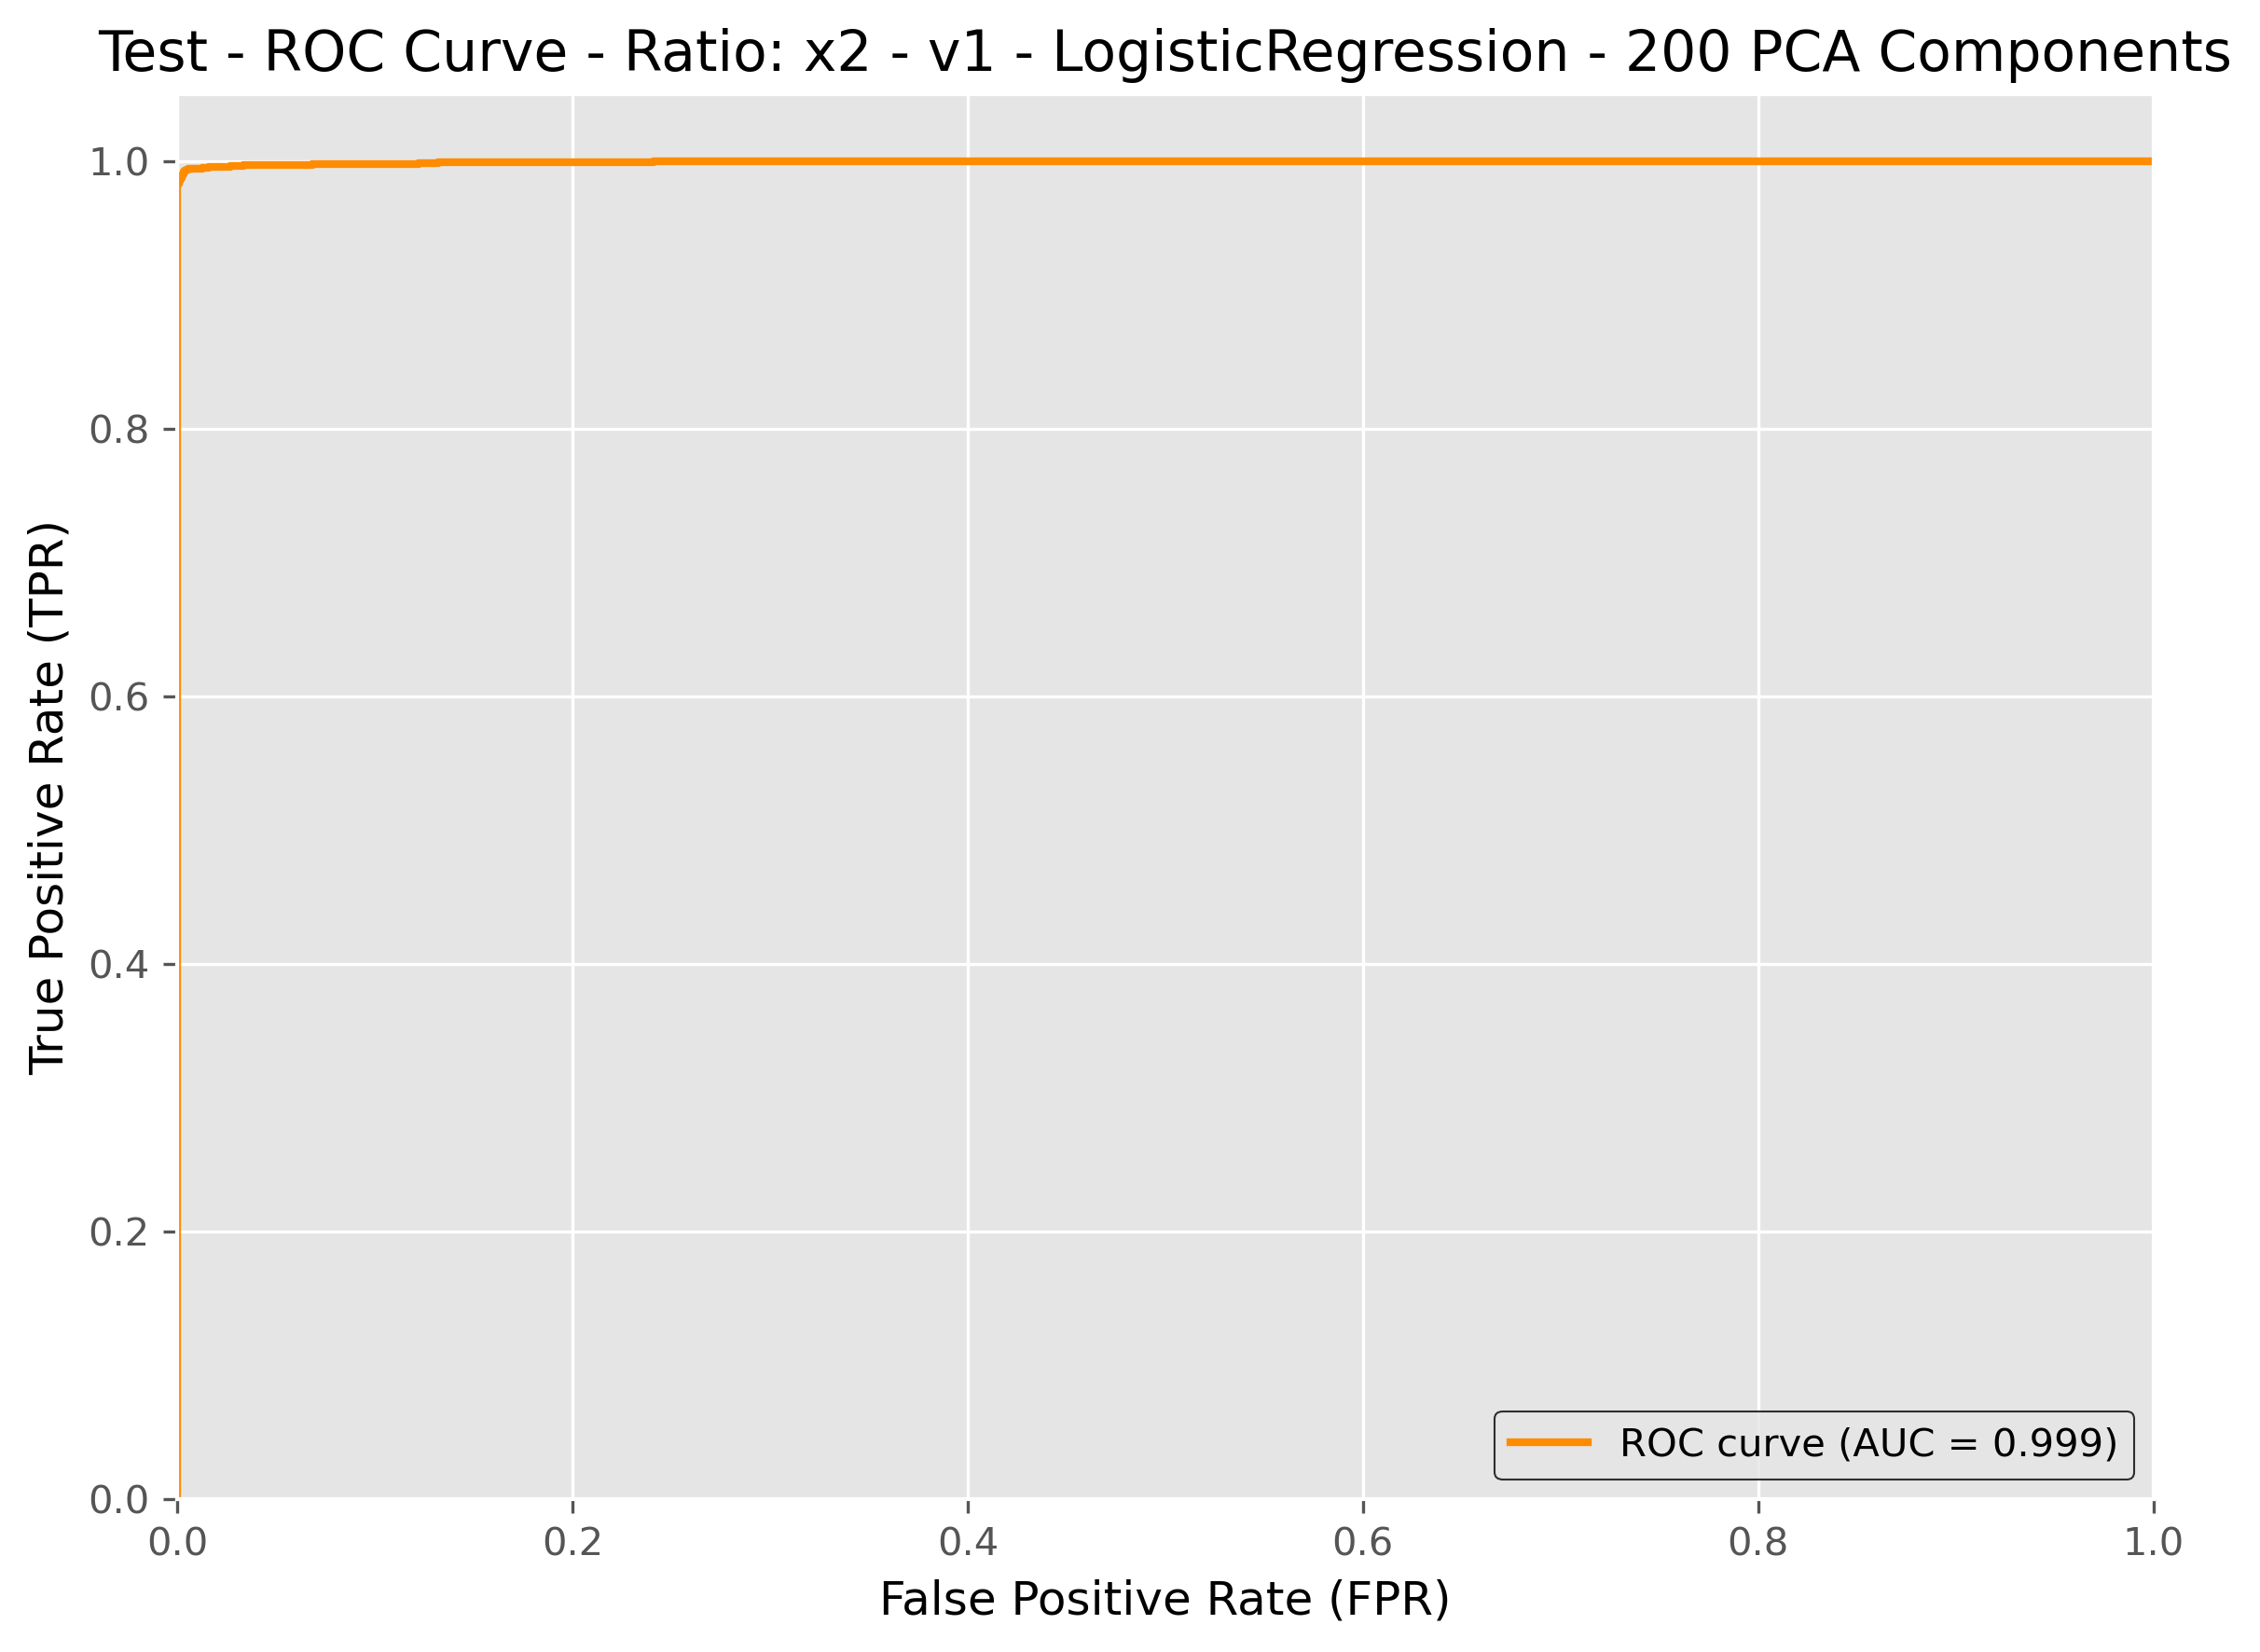 Test - ROC Curve - Ratio: x2 - v1 - LogisticRegression - 200 PCA Components
True Positive Rate (TPR)
1.0
0.8
0.6
0.4
0.2
0.0
ROC curve (AUC = 0.999)
0.0 0.2 0.4 0.6 0.8 1.0
False Positive Rate (FPR)